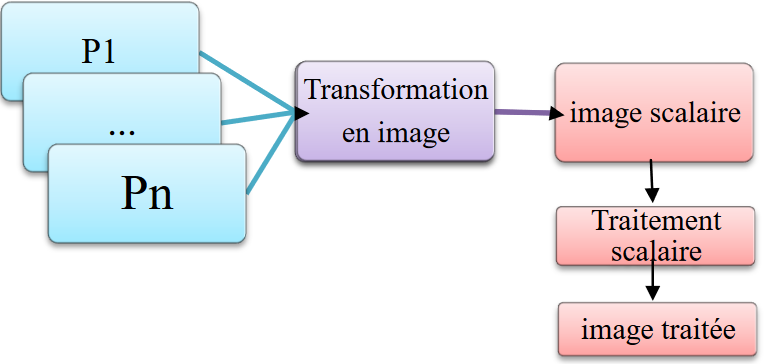 P1
...
Pn
Transformation
en image
image scalaire
Traitement
scalaire
image traitée